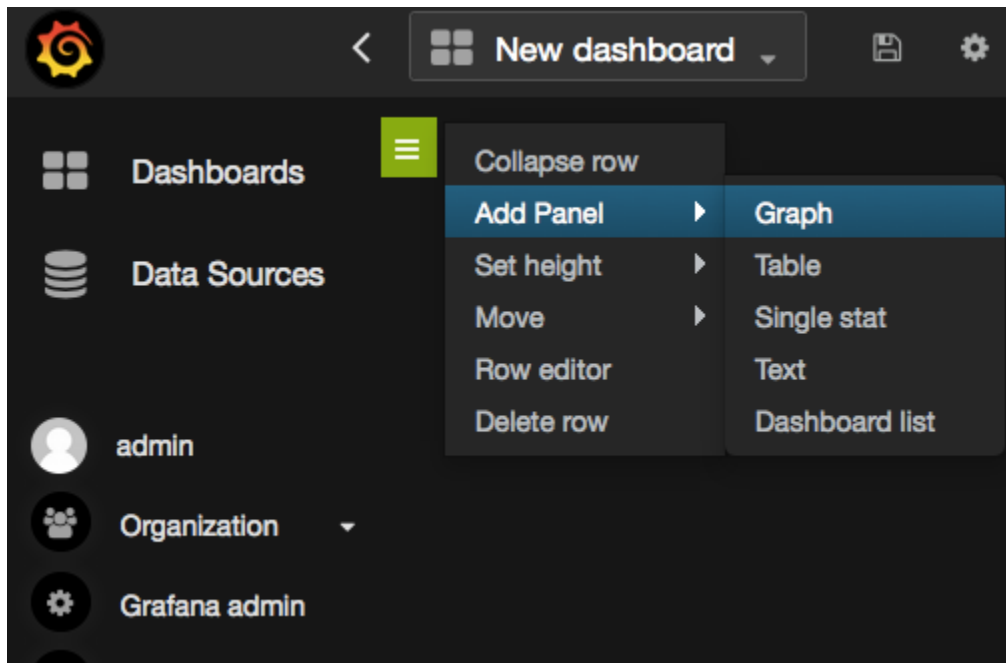 New dashboard
Dashboards
Data Sources
admin
Organization
Grafana admin
Collapse row
Add Panel
Set height
Move
Row editor
Delete row
Graph
Table
Single stat
Text
Dashboard list